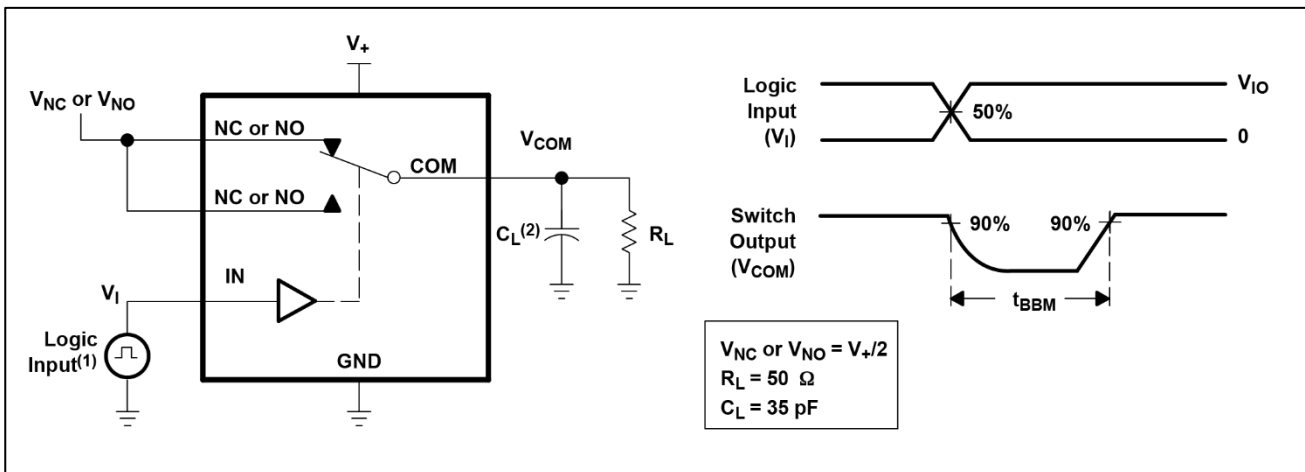 V+
VNC or VNO
NC or NO
COM
VCOM
NC or NO
CL(2)
RL
IN
VI
Logic
Input(1)
GND
Logic
Input
(VI)
50%
VIO
0
Switch
Output
(VCOM)
90%
90%
tBBM
VNC or VNO = V+/2
RL = 50 Ω
CL = 35 pF